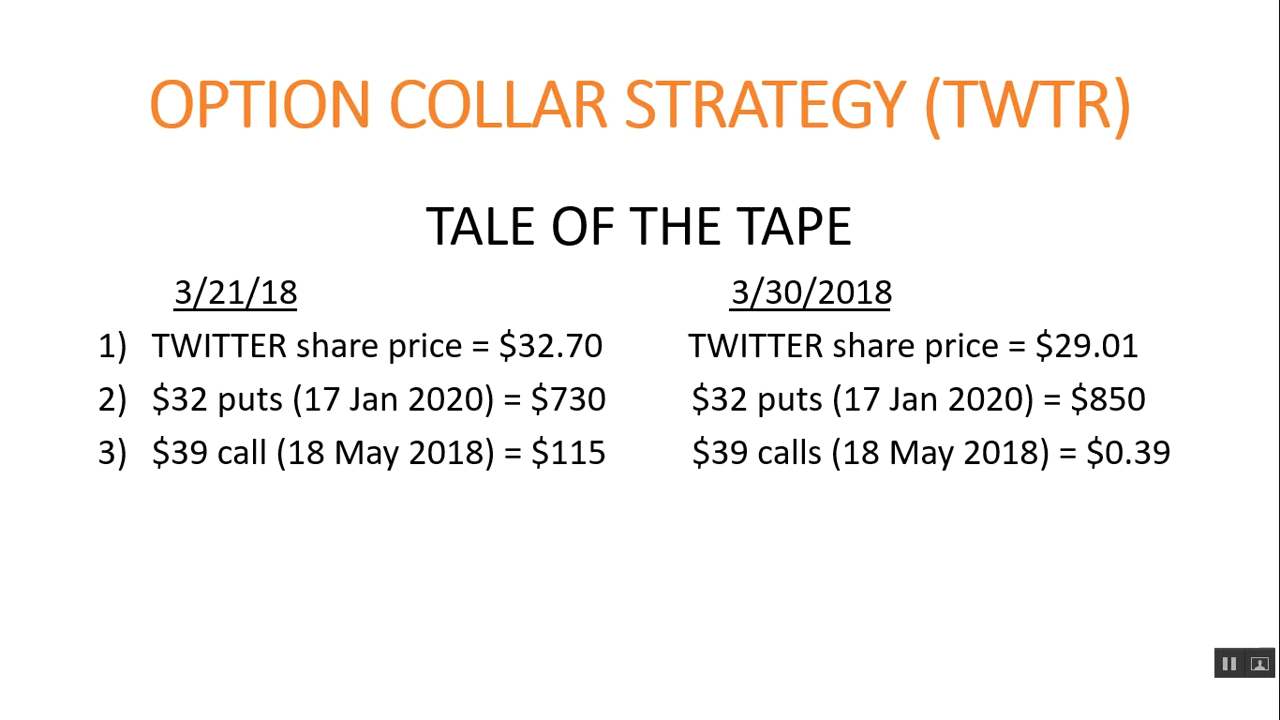 OPTION COLLAR STRATEGY (TWTR)
TALE OF THE TAPE
3/21/18 3/30/2018
1) TWITTER share price = $32.70 TWITTER share price = $29.01
2) $32 puts (17 Jan 2020) = $730 $32 puts (17 Jan 2020) = $850
3) $39 call (18 May 2018) = $115 $39 calls (18 May 2018) = $0.39